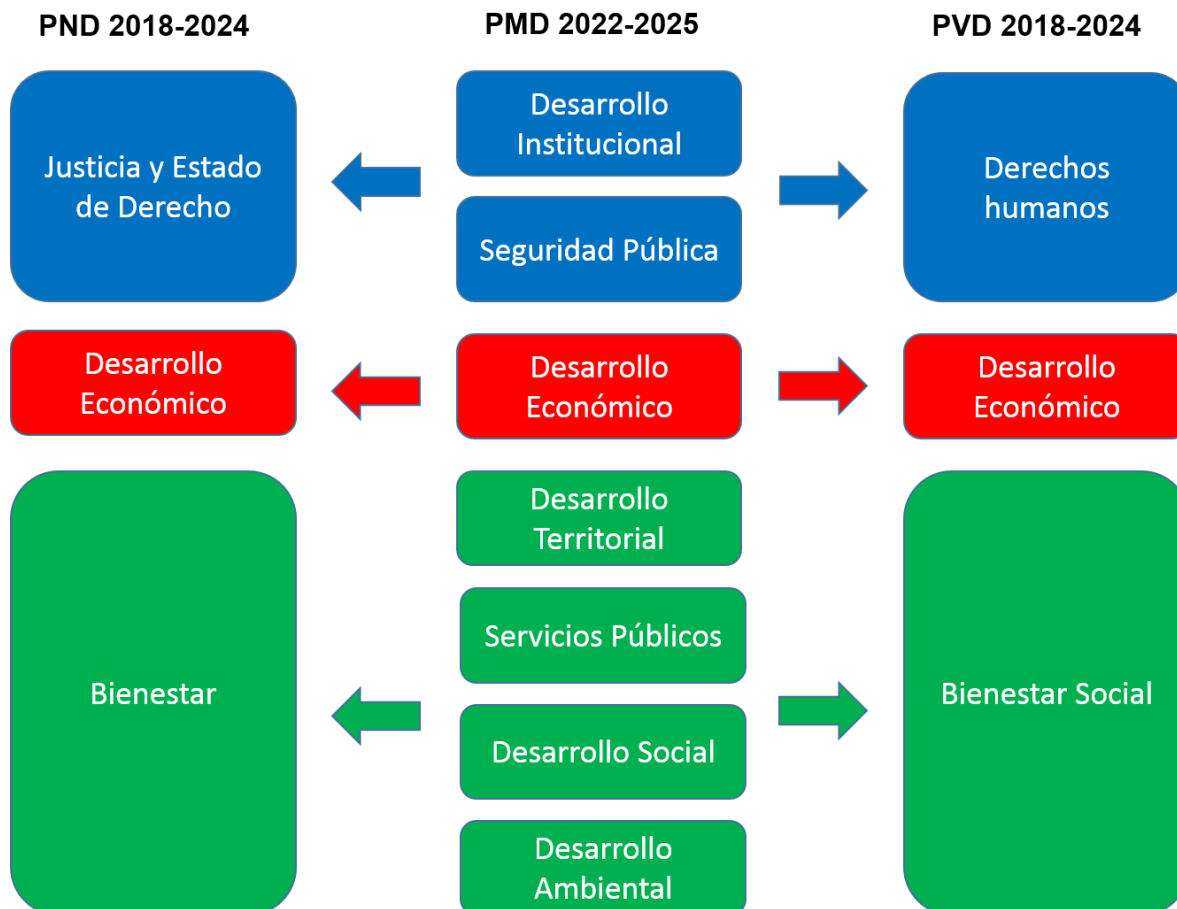 PND 2018-2024
PMD 2022-2025
PVD 2018-2024
Justicia y Estado
de Derecho
Desarrollo
Institucional
Seguridad Pública
Derechos
humanos
Desarrollo
Económico
Desarrollo
Económico
Desarrollo
Económico
Bienestar
Desarrollo
Territorial
Servicios Públicos
Desarrollo Social
Desarrollo
Ambiental
Bienestar Social